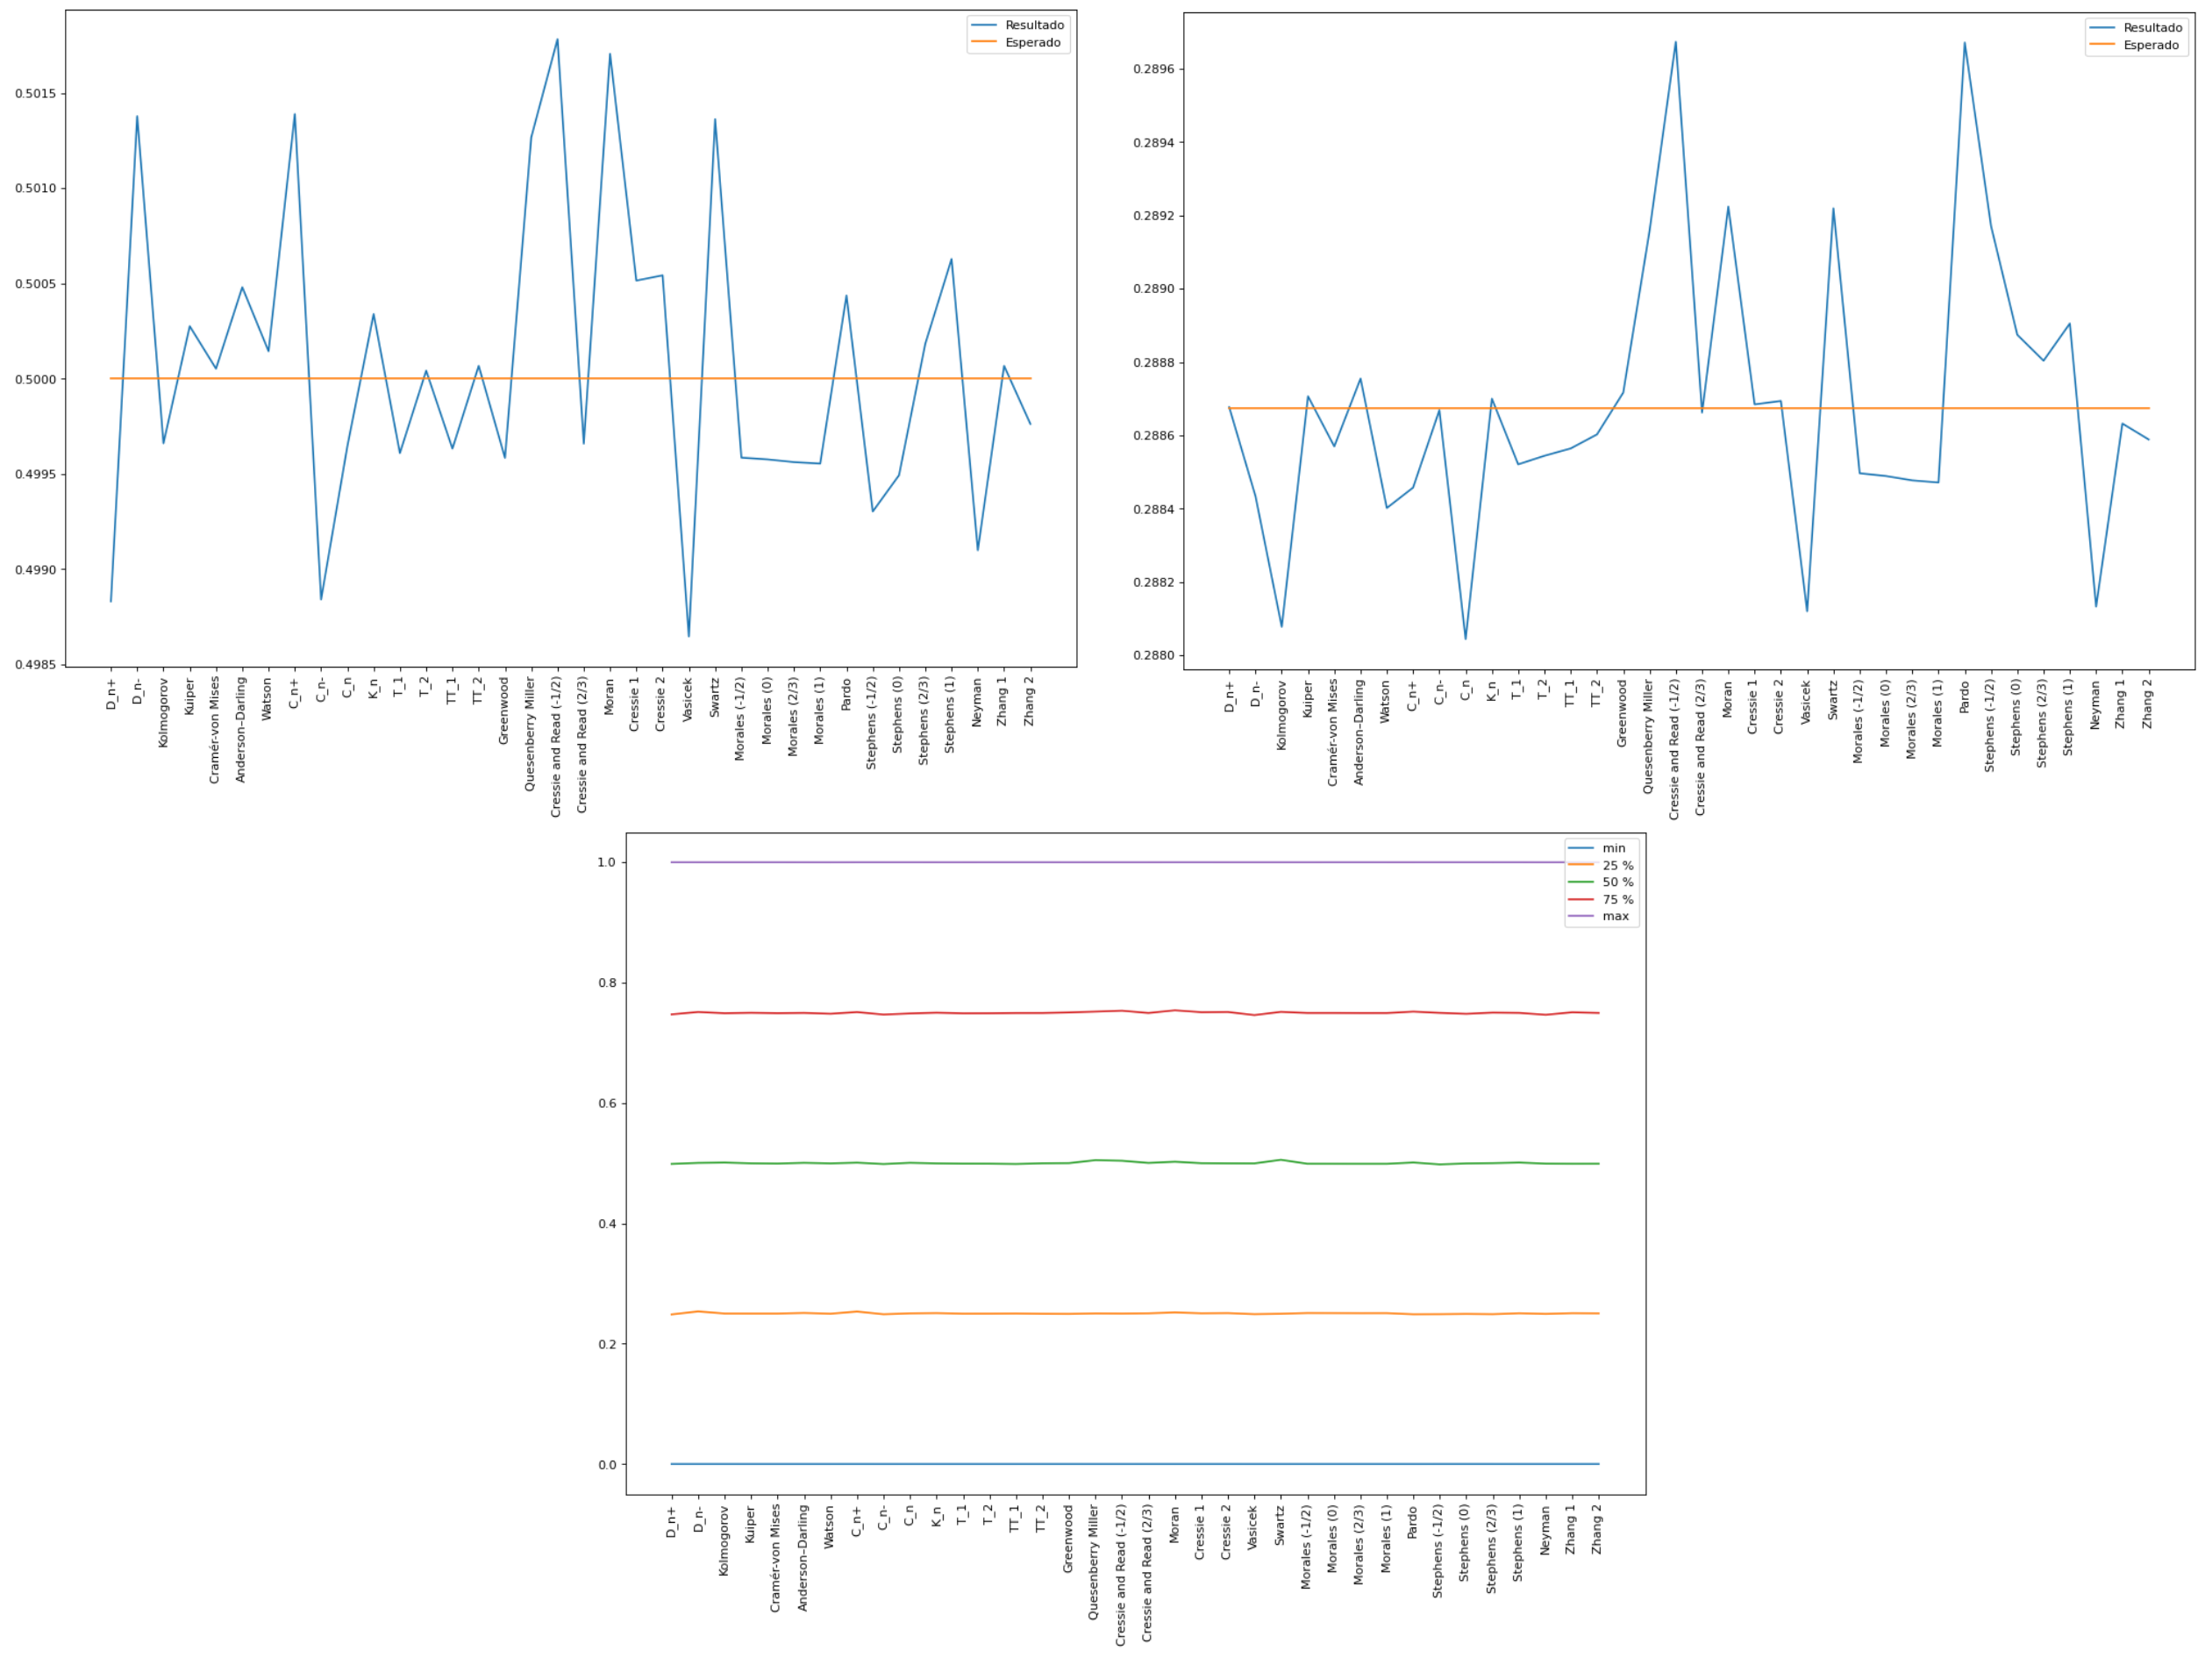 Resultado
Esperado
0.5015
0.5010
0.5005
0.5000
0.4995
0.4990
0.4985
D_n+
D_n-
Kolmogorov
Kuiper
Cramér-von Mises
Anderson–Darling
Watson
C_n+
C_n-
C_n
K_n
T_1
T_2
TT_1
TT_2
Greenwood
Quesenberry Miller
Cressie and Read (-1/2)
Cressie and Read (2/3)
Moran
Cressie 1
Cressie 2
Vasicek
Swartz
Morales (-1/2)
Morales (0)
Morales (2/3)
Morales (1)
Pardo
Stephens (-1/2)
Stephens (0)
Stephens (2/3)
Stephens (1)
Neyman
Zhang 1
Zhang 2
Resultado
Esperado
0.2896
0.2894
0.2892
0.2890
0.2888
0.2886
0.2884
0.2882
0.2880
D_n+
D_n-
Kolmogorov
Kuiper
Cramér-von Mises
Anderson–Darling
Watson
C_n+
C_n-
C_n
K_n
T_1
T_2
TT_1
TT_2
Greenwood
Quesenberry Miller
Cressie and Read (-1/2)
Cressie and Read (2/3)
Moran
Cressie 1
Cressie 2
Vasicek
Swartz
Morales (-1/2)
Morales (0)
Morales (2/3)
Morales (1)
Pardo
Stephens (-1/2)
Stephens (0)
Stephens (2/3)
Stephens (1)
Neyman
Zhang 1
Zhang 2
min
25 %
50 %
75 %
max
1.0
0.8
0.6
0.4
0.2
0.0
D_n+
D_n-
Kolmogorov
Kuiper
Cramér-von Mises
Anderson–Darling
Watson
C_n+
C_n-
C_n
K_n
T_1
T_2
TT_1
TT_2
Greenwood
Quesenberry Miller
Cressie and Read (-1/2)
Cressie and Read (2/3)
Moran
Cressie 1
Cressie 2
Vasicek
Swartz
Morales (-1/2)
Morales (0)
Morales (2/3)
Morales (1)
Pardo
Stephens (-1/2)
Stephens (0)
Stephens (2/3)
Stephens (1)
Neyman
Zhang 1
Zhang 2